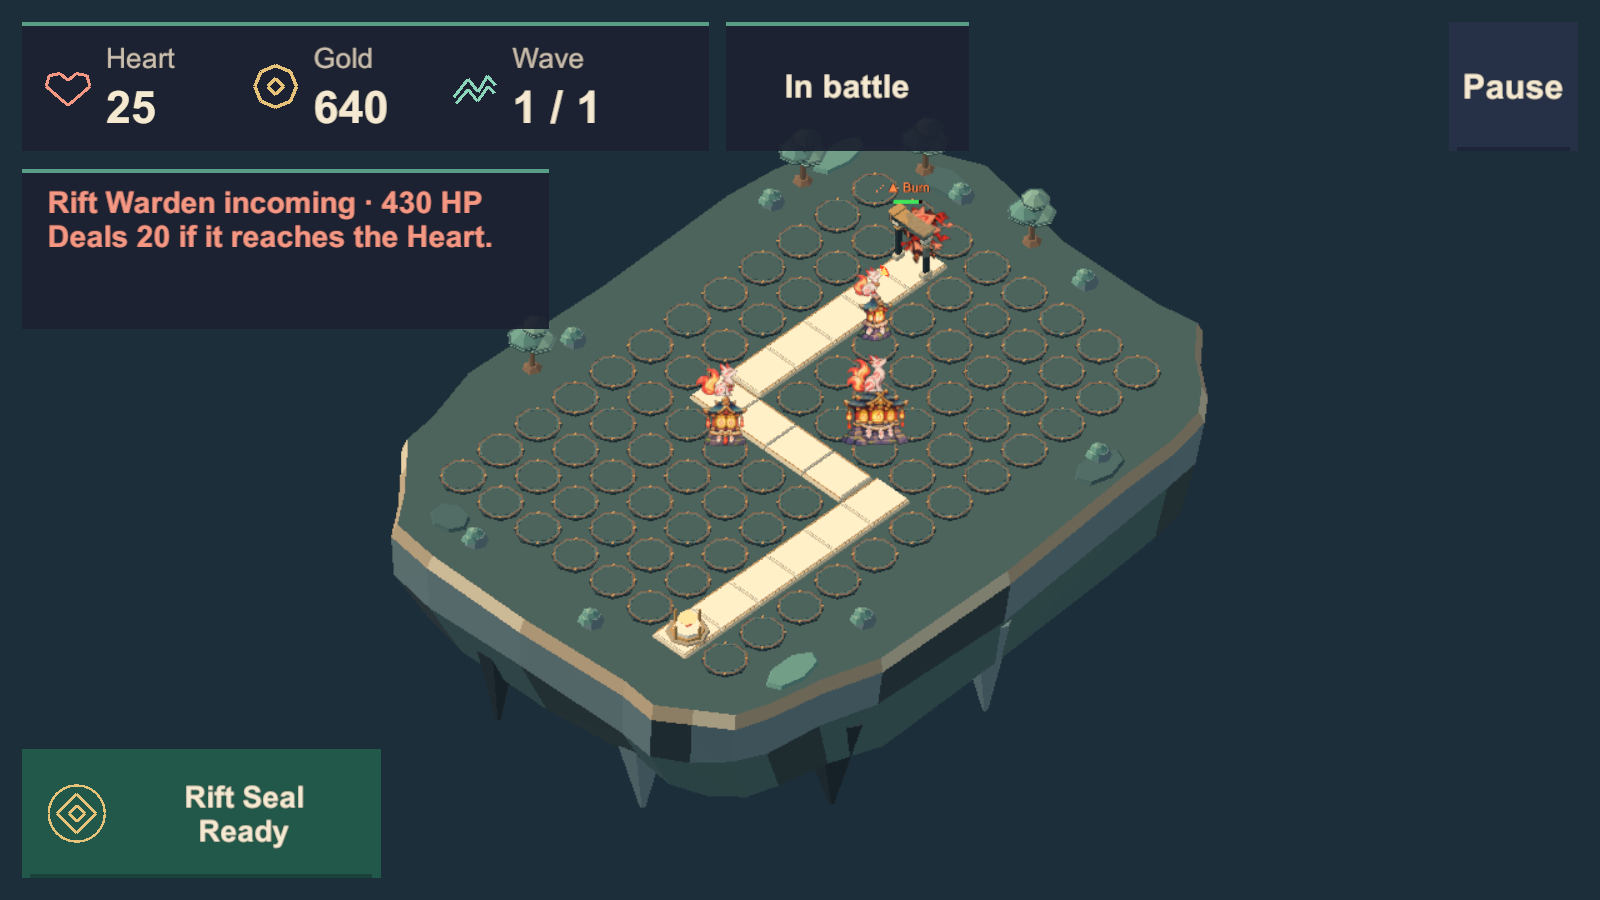 Heart
25
Gold
640
Wave
1 / 1
In battle
Pause
Rift Warden incoming · 430 HP
Deals 20 if it reaches the Heart.
Burn
Rift Seal
Ready